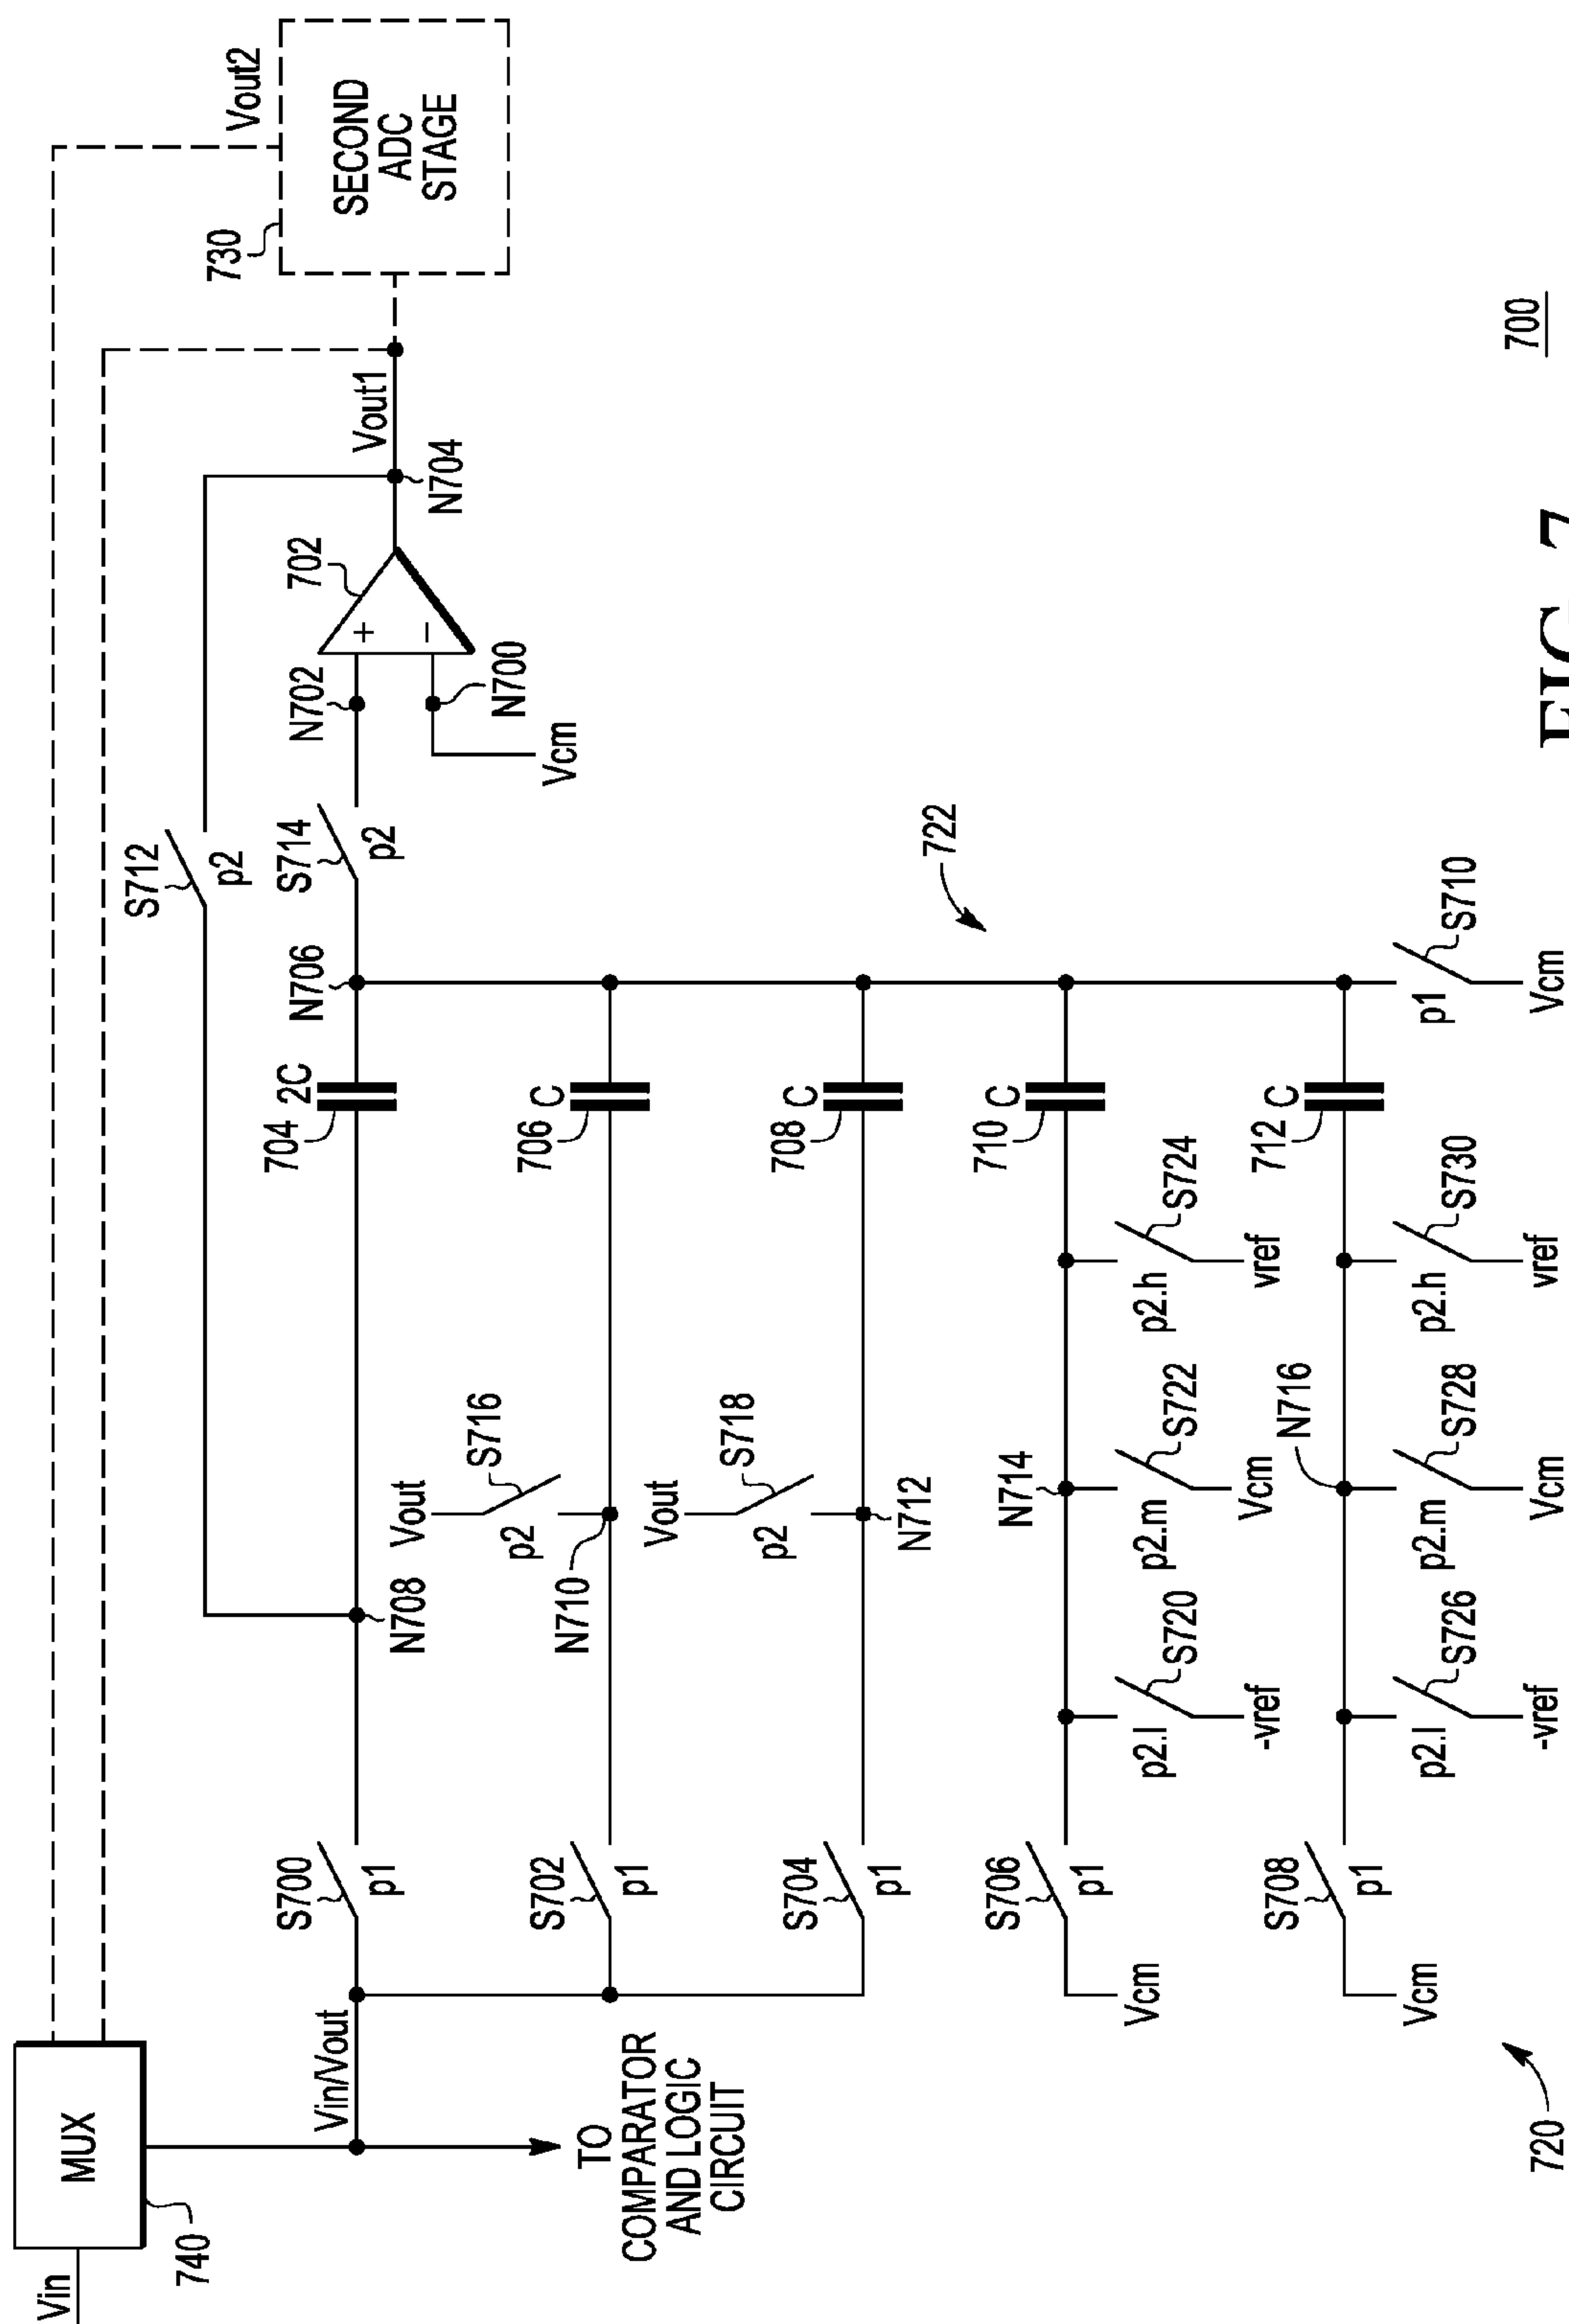 Vin
MUX
740
Vin/Vout
TO
COMPARATOR
AND LOGIC
CIRCUIT
Vout2
730
SECOND
ADC
STAGE
Vout1
N704
702
+
−
N702
N700
Vcm
S712
p2
S714
p2
N706
N708
S700
p1
704
2C
S702
p1
N710
Vout
S716
p2
706
C
S704
p1
N712
Vout
S718
p2
708
C
722
S706
p1
Vcm
p2.l
S720
-vref
N714
p2.m
S722
Vcm
p2.h
S724
vref
710
C
S708
p1
Vcm
p2.l
S726
-vref
N716
p2.m
S728
Vcm
p2.h
S730
vref
712
C
p1
S710
Vcm
720
700
FIG. 7